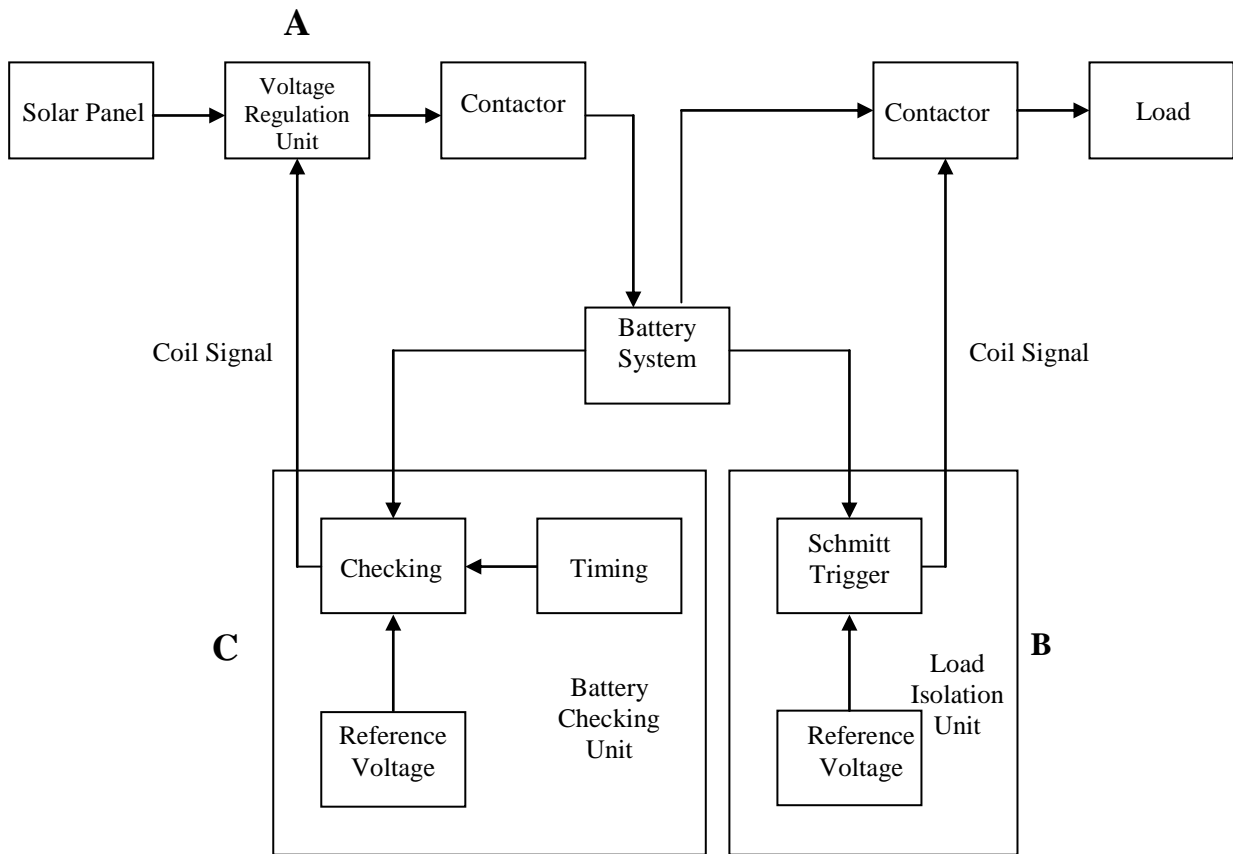 A
Solar Panel
Voltage
Regulation
Unit
Contactor
Contactor
Load
Coil Signal
Battery
System
Coil Signal
Checking
Timing
Schmitt
Trigger
C
B
Reference
Voltage
Battery
Checking
Unit
Reference
Voltage
Load
Isolation
Unit